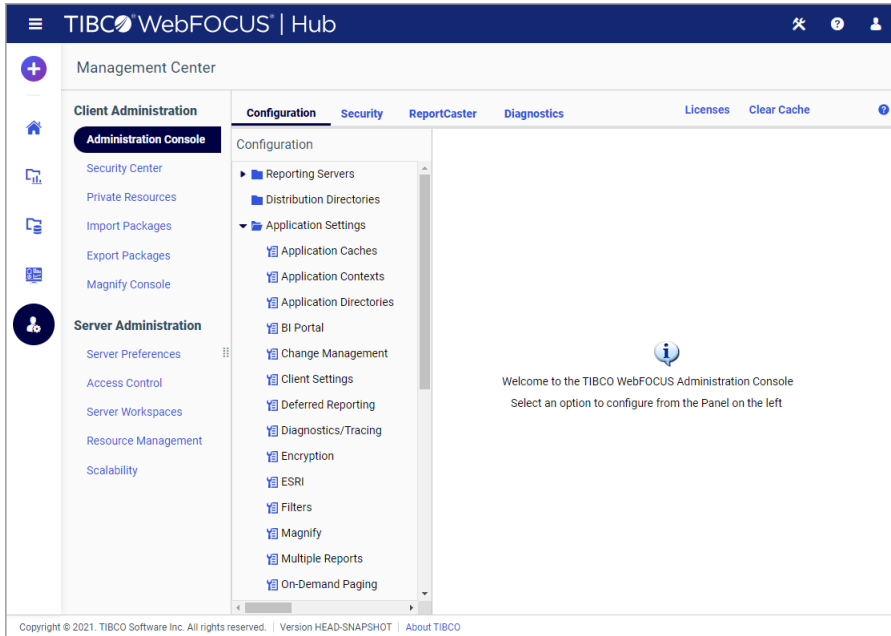 TIBCO® WebFOCUS® | Hub
Management Center
Client Administration
Administration Console
Security Center
Private Resources
Import Packages
Export Packages
Magnify Console
Server Administration
Server Preferences
Access Control
Server Workspaces
Resource Management
Scalability
Configuration Security ReportCaster Diagnostics Licenses Clear Cache
Configuration
Reporting Servers
Distribution Directories
Application Settings
Application Caches
Application Contexts
Application Directories
BI Portal
Change Management
Client Settings
Deferred Reporting
Diagnostics/Tracing
Encryption
ESRI
Filters
Magnify
Multiple Reports
On-Demand Paging
Welcome to the TIBCO WebFOCUS Administration Console
Select an option to configure from the Panel on the left
Copyright © 2021. TIBCO Software Inc. All rights reserved. | Version HEAD-SNAPSHOT | About TIBCO